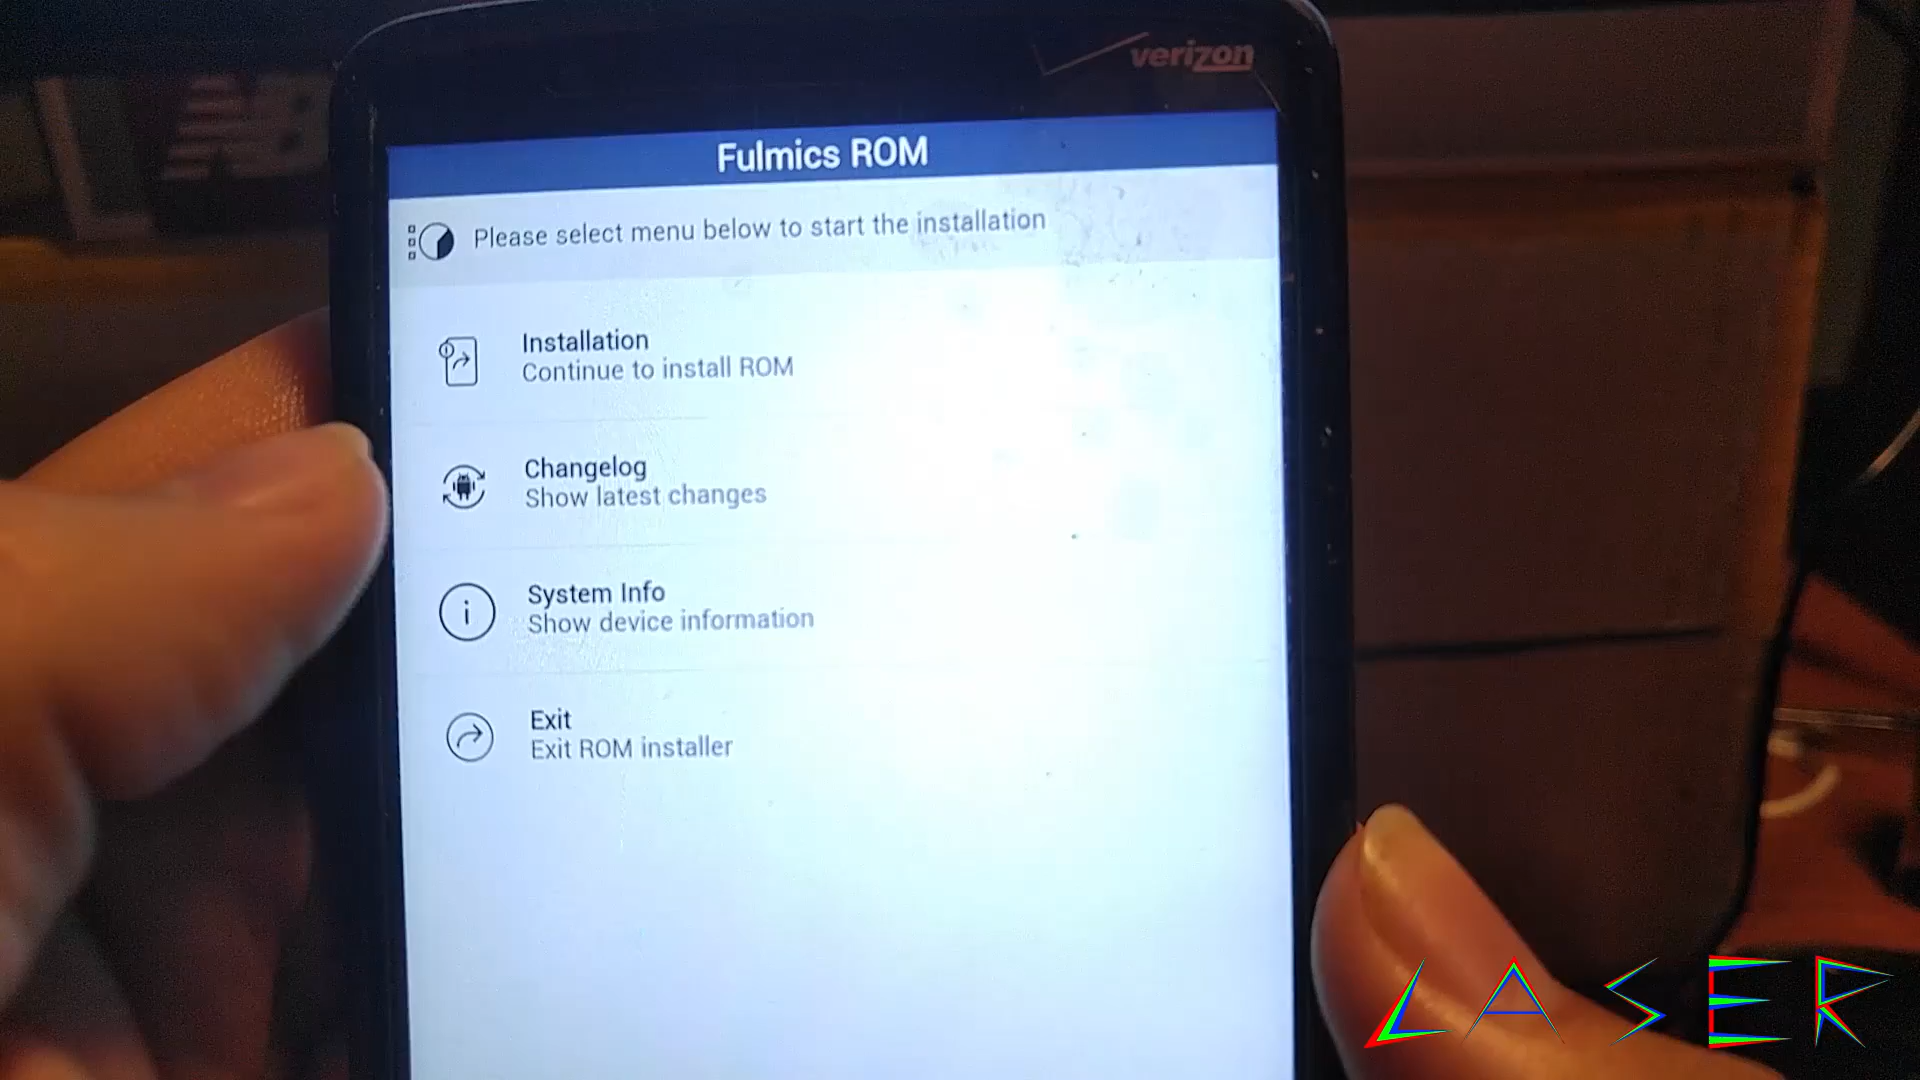 verizon
Fulmics ROM
Please select menu below to start the installation
Installation
Continue to install ROM
Changelog
Show latest changes
System Info
Show device information
Exit
Exit ROM installer
LASER